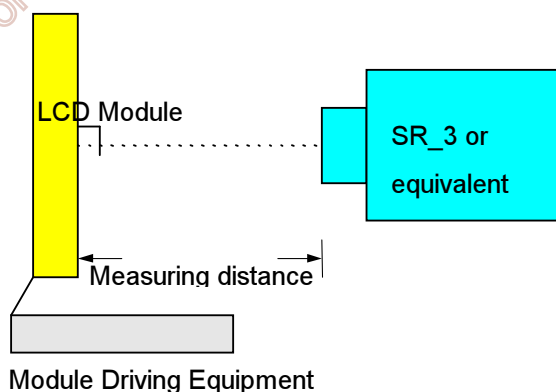 LCD Module
SR_3 or
equivalent
Measuring distance
Module Driving Equipment